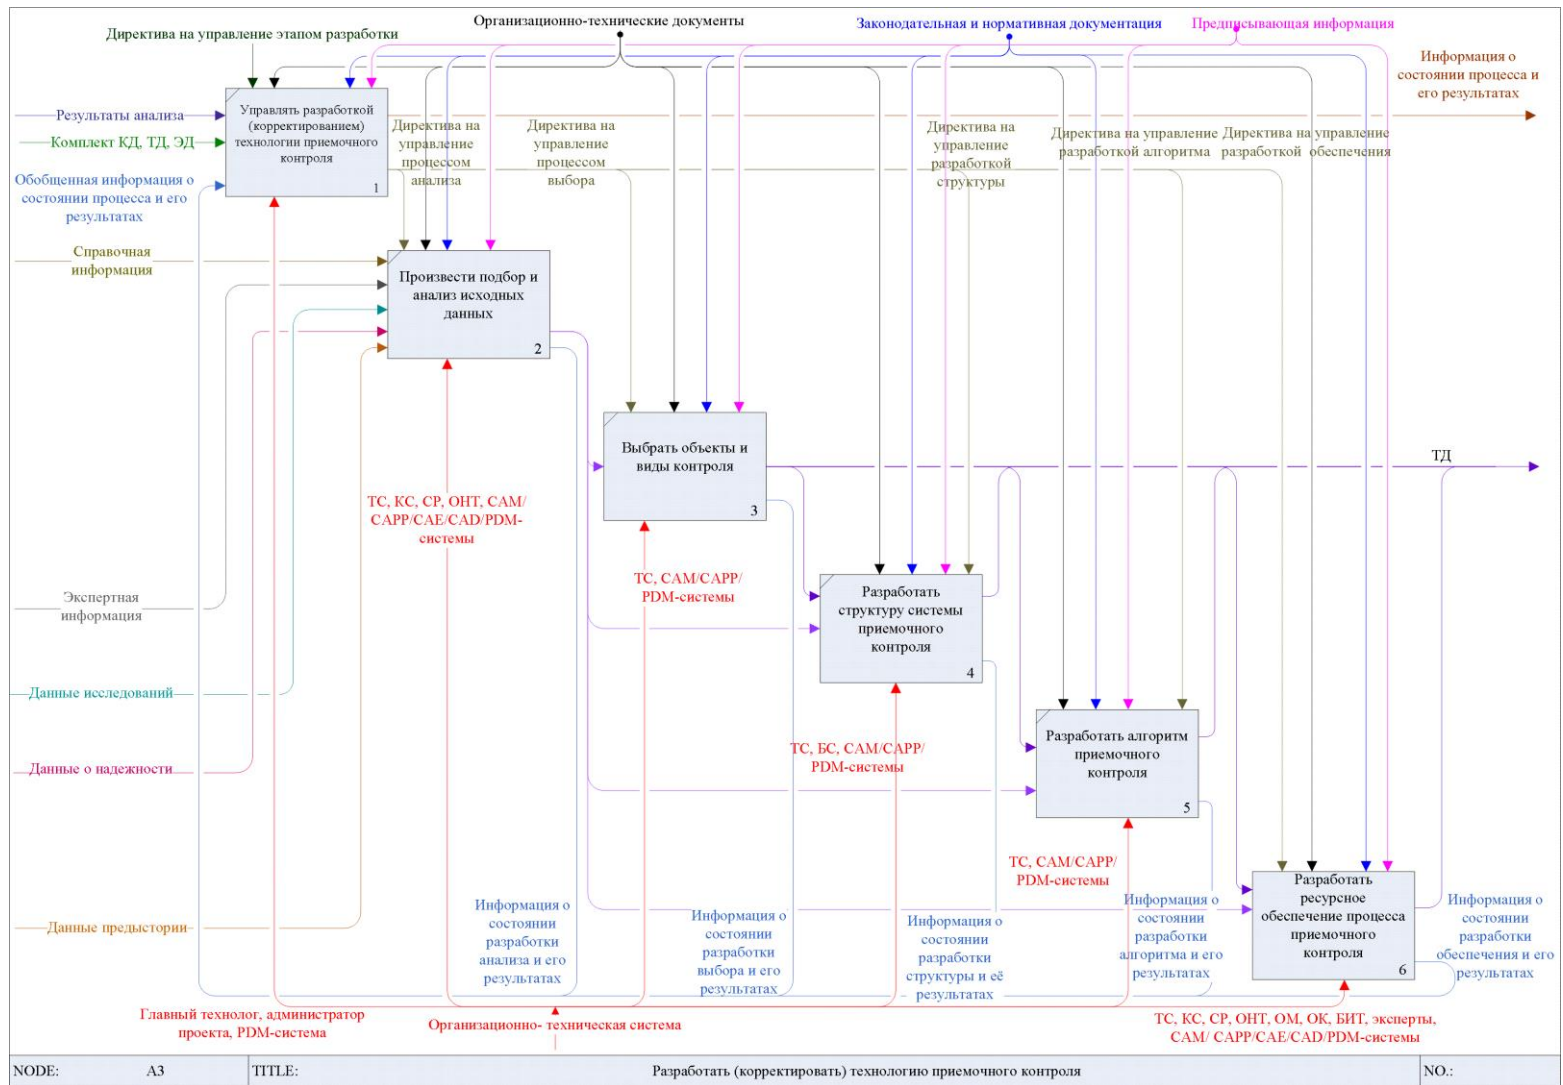 Организационно-технические документы
Законодательная и нормативная документация
Предписывающая информация
Директива на управление этапом разработки
Информация о
состоянии процесса и
его результатах
Результаты анализа
Комплект КД, ТД, ЭД
Обобщенная информация о
состоянии процесса и его
результатах
Управлять разработкой
(корректированием)
технологии приемочного
контроля
1
Директива на
управление
процессом
анализа
Директива на
управление
процессом
выбора
Директива на
управление
разработкой
структуры
Директива на управление
разработкой алгоритма
Директива на управление
разработкой обеспечения
Справочная
информация
Произвести подбор и
анализ исходных
данных
2
Выбрать объекты и
виды контроля
3
ТД
ТС, КС, СР, ОНТ, САМ/
САРР/САЕ/CAD/PDM-
системы
ТС, САМ/САРР/
PDM-системы
Экспертная
информация
Разработать
структуру системы
приемочного
контроля
4
Данные исследований
Данные о надежности
ТС, БС, САМ/САРР/
PDM-системы
Разработать алгоритм
приемочного
контроля
5
ТС, САМ/САРР/
PDM-системы
Данные предыстории
Разработать
ресурсное
обеспечение процесса
приемочного
контроля
6
Информация о
состоянии
разработки
анализа и его
результатах
Информация о
состоянии
разработки
выбора и его
результатах
Информация о
состоянии
разработки
структуры и её
результатах
Информация о
состоянии
разработки
алгоритма и его
результатах
Информация о
состоянии
разработки
обеспечения и его
результатах
Главный технолог, администратор
проекта, PDM-система
Организационно- техническая система
ТС, КС, СР, ОНТ, ОМ, ОК, БИТ, эксперты,
САМ/ САРР/САЕ/CAD/PDM-системы
NODE: А3 TITLE: Разработать (корректировать) технологию приемочного контроля NO.: